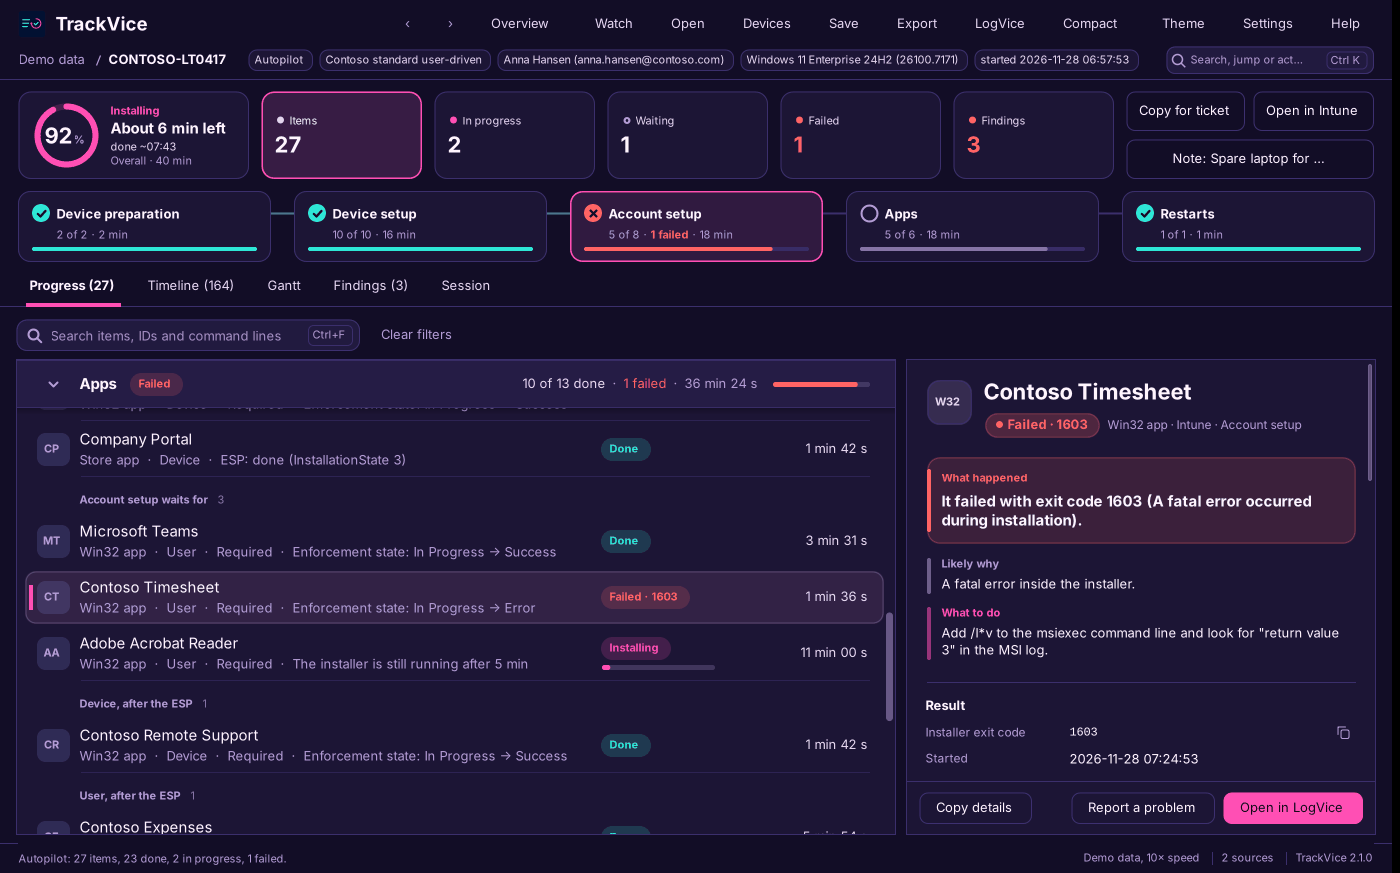 TrackVice
‹ › Overview Watch Open Devices Save Export LogVice Compact Theme Settings Help
Demo data / CONTOSO-LT0417 Autopilot Contoso standard user-driven Anna Hansen (anna.hansen@contoso.com) Windows 11 Enterprise 24H2 (26100.7171) started 2026-11-28 06:57:53 Search, jump or act... Ctrl K
92%
Installing
About 6 min left
done ~07:43
Overall · 40 min
Items
27
In progress
2
Waiting
1
Failed
1
Findings
3
Copy for ticket
Open in Intune
Note: Spare laptop for ...
Device preparation
2 of 2 · 2 min
Device setup
10 of 10 · 16 min
Account setup
5 of 8 · 1 failed · 18 min
Apps
5 of 6 · 18 min
Restarts
1 of 1 · 1 min
Progress (27) Timeline (164) Gantt Findings (3) Session
Search items, IDs and command lines Ctrl+F Clear filters
Apps Failed 10 of 13 done · 1 failed · 36 min 24 s
Company Portal
Store app · Device · ESP: done (InstallationState 3)
Done
1 min 42 s
Account setup waits for 3
MT
CP
Microsoft Teams
Win32 app · User · Required · Enforcement state: In Progress → Success
Done
3 min 31 s
CT
Contoso Timesheet
Win32 app · User · Required · Enforcement state: In Progress → Error
Failed · 1603
1 min 36 s
AA
Adobe Acrobat Reader
Win32 app · User · Required · The installer is still running after 5 min
Installing
11 min 00 s
Device, after the ESP 1
CR
Contoso Remote Support
Win32 app · Device · Required · Enforcement state: In Progress → Success
Done
1 min 42 s
User, after the ESP 1
Contoso Expenses
W32
Contoso Timesheet
Failed · 1603 Win32 app · Intune · Account setup
What happened
It failed with exit code 1603 (A fatal error occurred
during installation).
Likely why
A fatal error inside the installer.
What to do
Add /l*v to the msiexec command line and look for "return value
3" in the MSI log.
Result
Installer exit code 1603
Started 2026-11-28 07:24:53
Copy details Report a problem Open in LogVice
Autopilot: 27 items, 23 done, 2 in progress, 1 failed.
Demo data, 10× speed 2 sources TrackVice 2.1.0